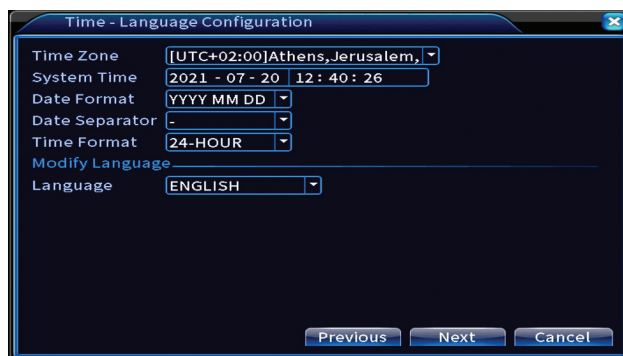 Time - Language Configuration
Time Zone [UTC+02:00]Athens,Jerusalem,
System Time 2021 - 07 - 20 12 : 40 : 26
Date Format YYYY MM DD
Date Separator -
Time Format 24-HOUR
Modify Language
Language ENGLISH
Previous Next Cancel